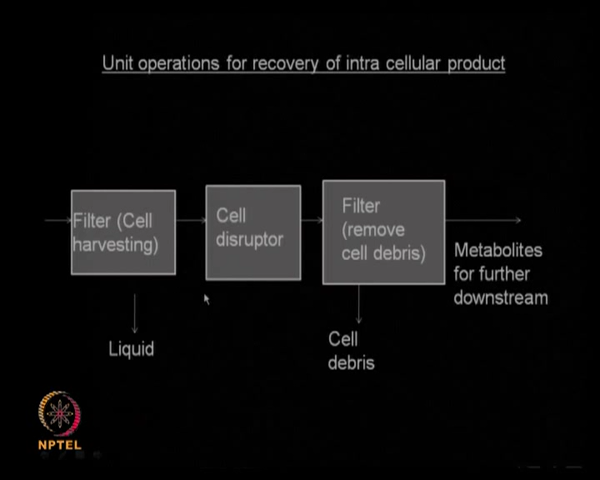 Unit operations for recovery of intra cellular product
Filter (Cell
harvesting)
Cell
disruptor
Filter
(remove
cell debris)
Metabolites
for further
downstream
Liquid
Cell
debris
NPTEL